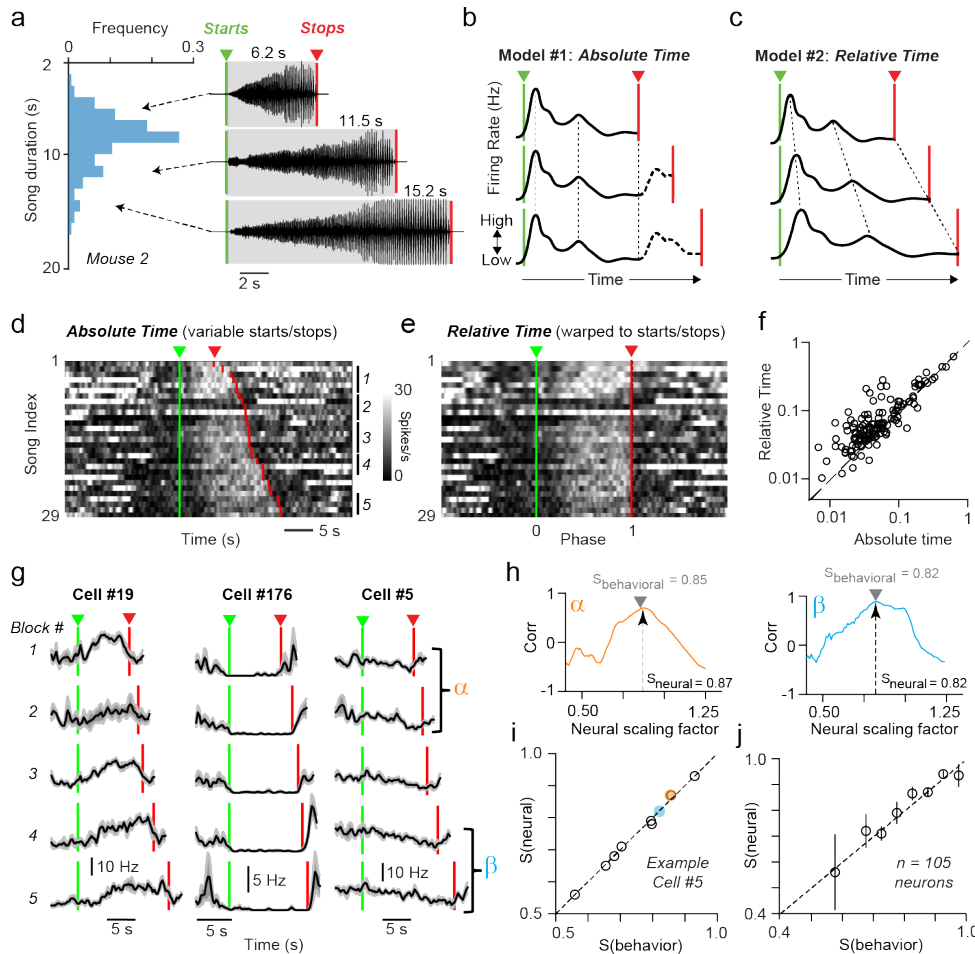 a
Frequency
0
0.3
Starts
Stops
2
10
20
Song duration (s)
6.2 s
11.5 s
15.2 s
Mouse 2
2 s
b
Model #1: Absolute Time
Firing Rate (Hz)
High
Low
Time
c
Model #2: Relative Time
Time
d
Absolute Time (variable starts/stops)
1
29
Song Index
1
2
3
4
5
30
0
Spikes/s
Time (s)
5 s
e
Relative Time (warped to starts/stops)
1
29
0
1
Phase
f
1
0.1
0.01
Relative Time
0.01
0.1
1
Absolute time
g
Cell #19
Cell #176
Cell #5
Block #
1
2
3
4
5
α
β
10 Hz
5 Hz
10 Hz
5 s
5 s
5 s
Time (s)
h
Sbehavioral = 0.85
α
1
0
-1
Corr
Sneural = 0.87
0.50
1.25
Neural scaling factor
Sbehavioral = 0.82
β
1
0
-1
Corr
Sneural = 0.82
0.50
1.25
Neural scaling factor
i
1.0
0.5
S(neural)
Example
Cell #5
0.5
1.0
S(behavior)
j
1.0
0.4
S(neural)
n = 105
neurons
0.4
1.0
S(behavior)